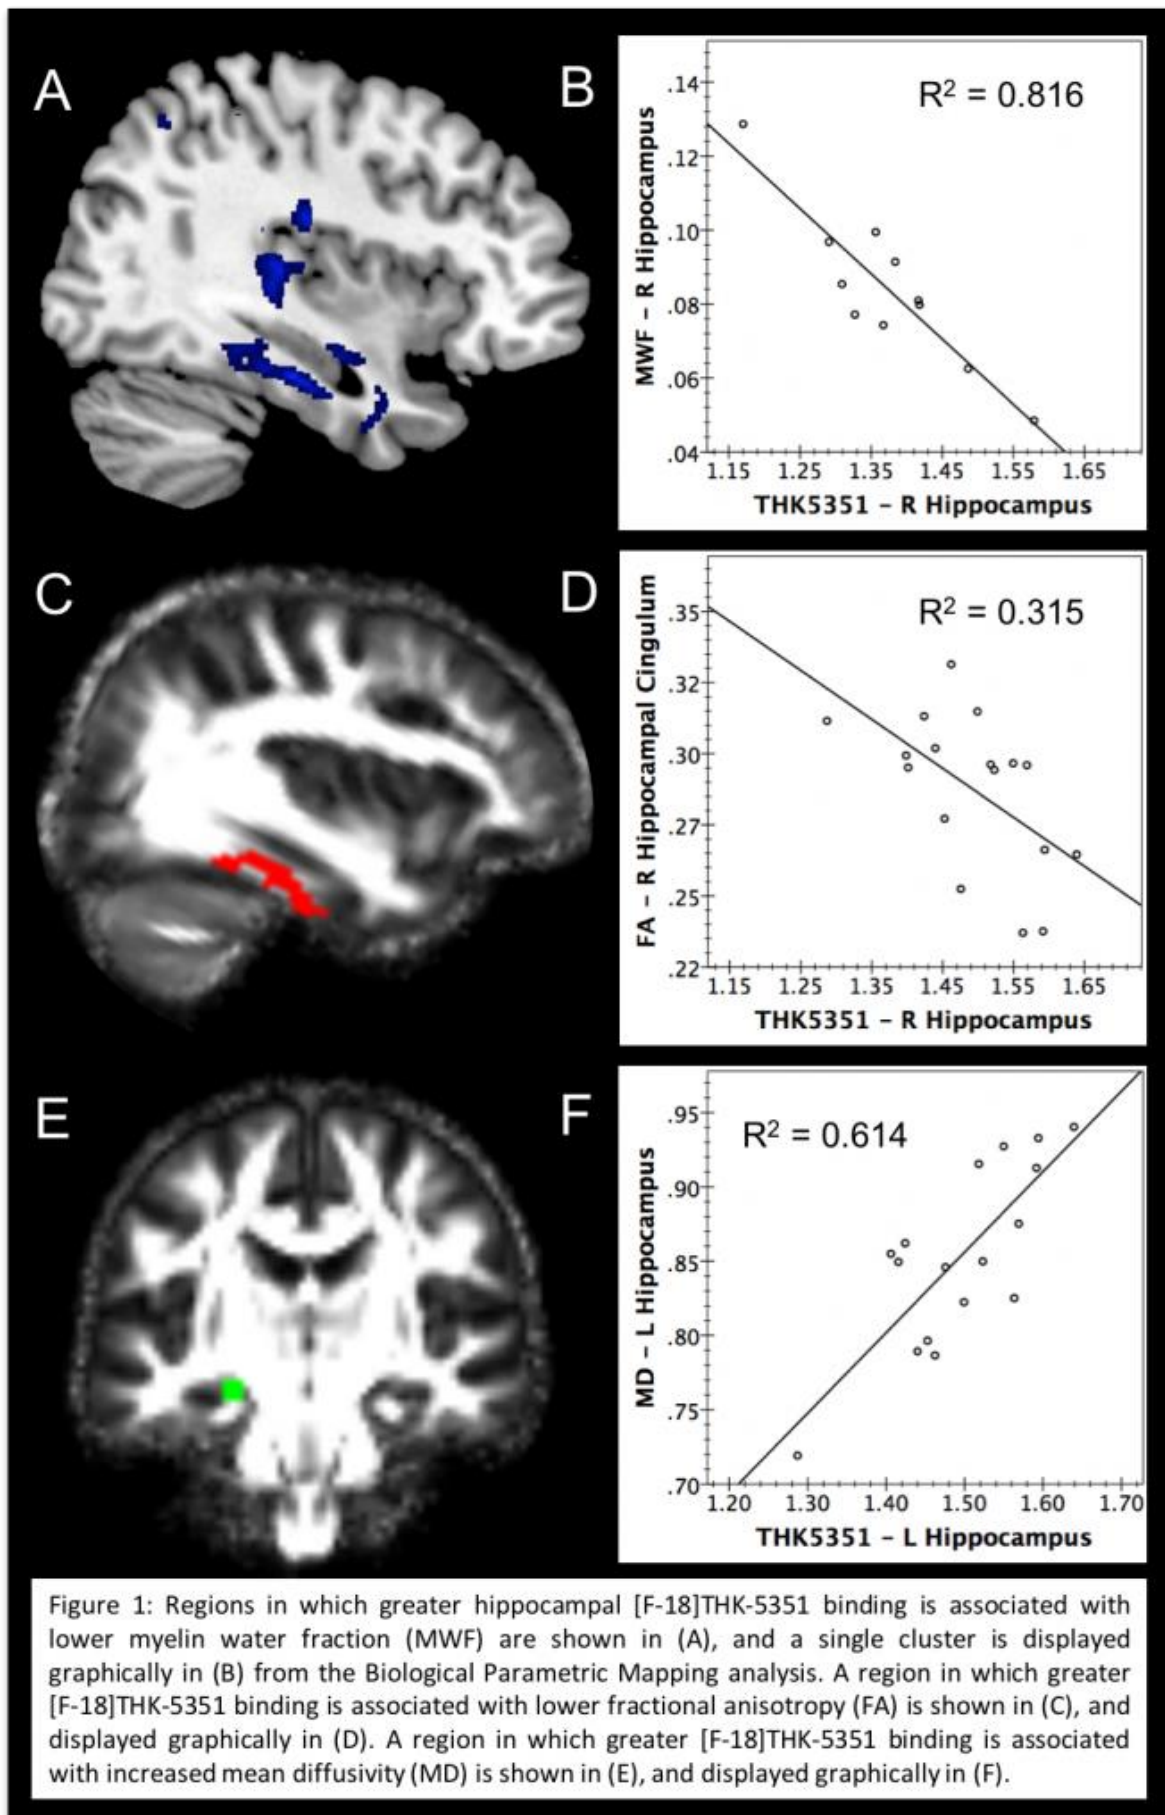 A
B
R² = 0.816
MWF – R Hippocampus
.14
.12
.10
.08
.06
.04
1.15 1.25 1.35 1.45 1.55 1.65
THK5351 – R Hippocampus
C
D
R² = 0.315
FA – R Hippocampal Cingulum
.35
.32
.30
.27
.25
.22
1.15 1.25 1.35 1.45 1.55 1.65
THK5351 – R Hippocampus
E
F
R² = 0.614
MD – L Hippocampus
.95
.90
.85
.80
.75
.70
1.20 1.30 1.40 1.50 1.60 1.70
THK5351 – L Hippocampus
Figure 1: Regions in which greater hippocampal [F-18]THK-5351 binding is associated with
lower myelin water fraction (MWF) are shown in (A), and a single cluster is displayed
graphically in (B) from the Biological Parametric Mapping analysis. A region in which greater
[F-18]THK-5351 binding is associated with lower fractional anisotropy (FA) is shown in (C), and
displayed graphically in (D). A region in which greater [F-18]THK-5351 binding is associated
with increased mean diffusivity (MD) is shown in (E), and displayed graphically in (F).